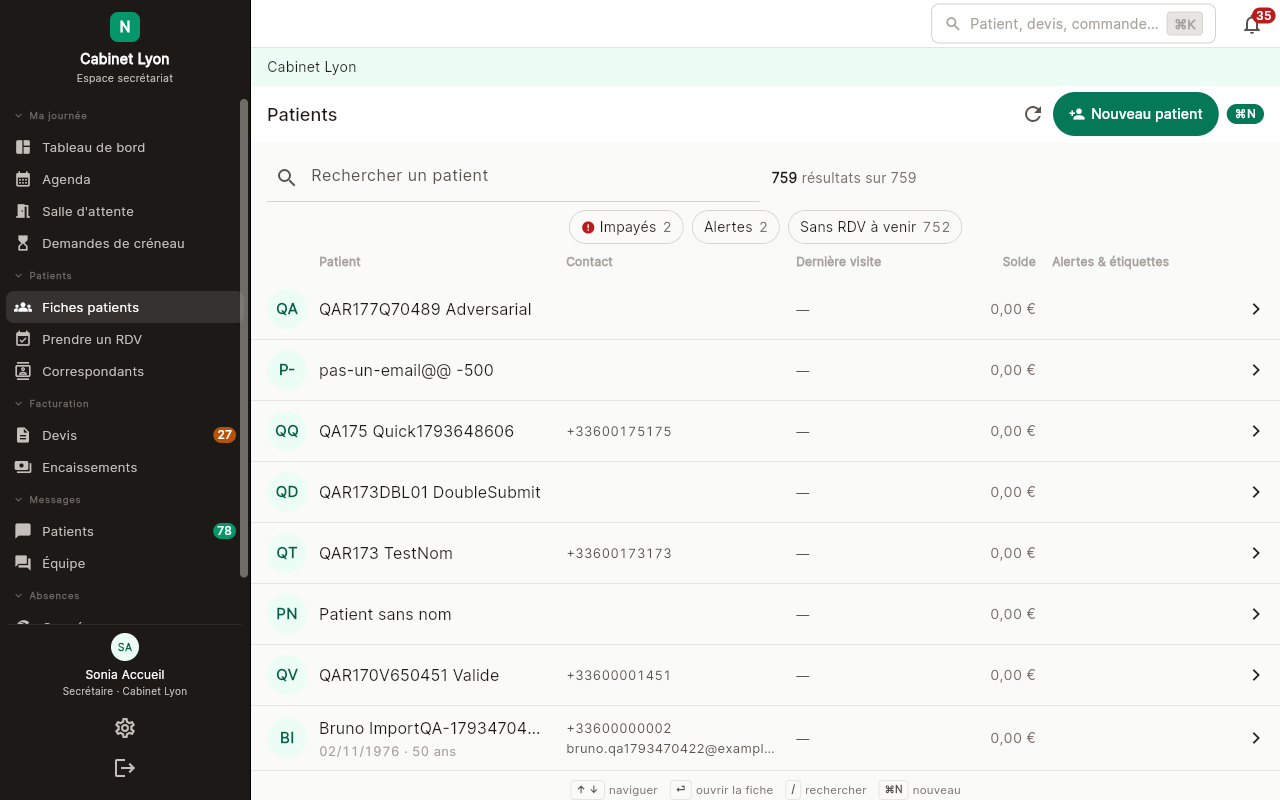 N
Cabinet Lyon
Espace secrétariat
Ma journée
Tableau de bord
Agenda
Salle d'attente
Demandes de créneau
Patients
Fiches patients
Prendre un RDV
Correspondants
Facturation
Devis 27
Encaissements
Messages
Patients 78
Équipe
Absences
SA
Sonia Accueil
Secrétaire · Cabinet Lyon
Patient, devis, commande... ⌘K
35
Cabinet Lyon
Patients
Nouveau patient ⌘N
Rechercher un patient
759 résultats sur 759
Impayés 2 Alertes 2 Sans RDV à venir 752
Patient Contact Dernière visite Solde Alertes & étiquettes
QA QAR177Q70489 Adversarial — 0,00 €
P- pas-un-email@@ -500 — 0,00 €
QQ QA175 Quick1793648606 +33600175175 — 0,00 €
QD QAR173DBL01 DoubleSubmit — 0,00 €
QT QAR173 TestNom +33600173173 — 0,00 €
PN Patient sans nom — 0,00 €
QV QAR170V650451 Valide +33600001451 — 0,00 €
BI Bruno ImportQA-17934704... +33600000002 — 0,00 €
02/11/1976 · 50 ans bruno.qa1793470422@exampl...
↑ ↓ naviguer ⏎ ouvrir la fiche / rechercher ⌘N nouveau